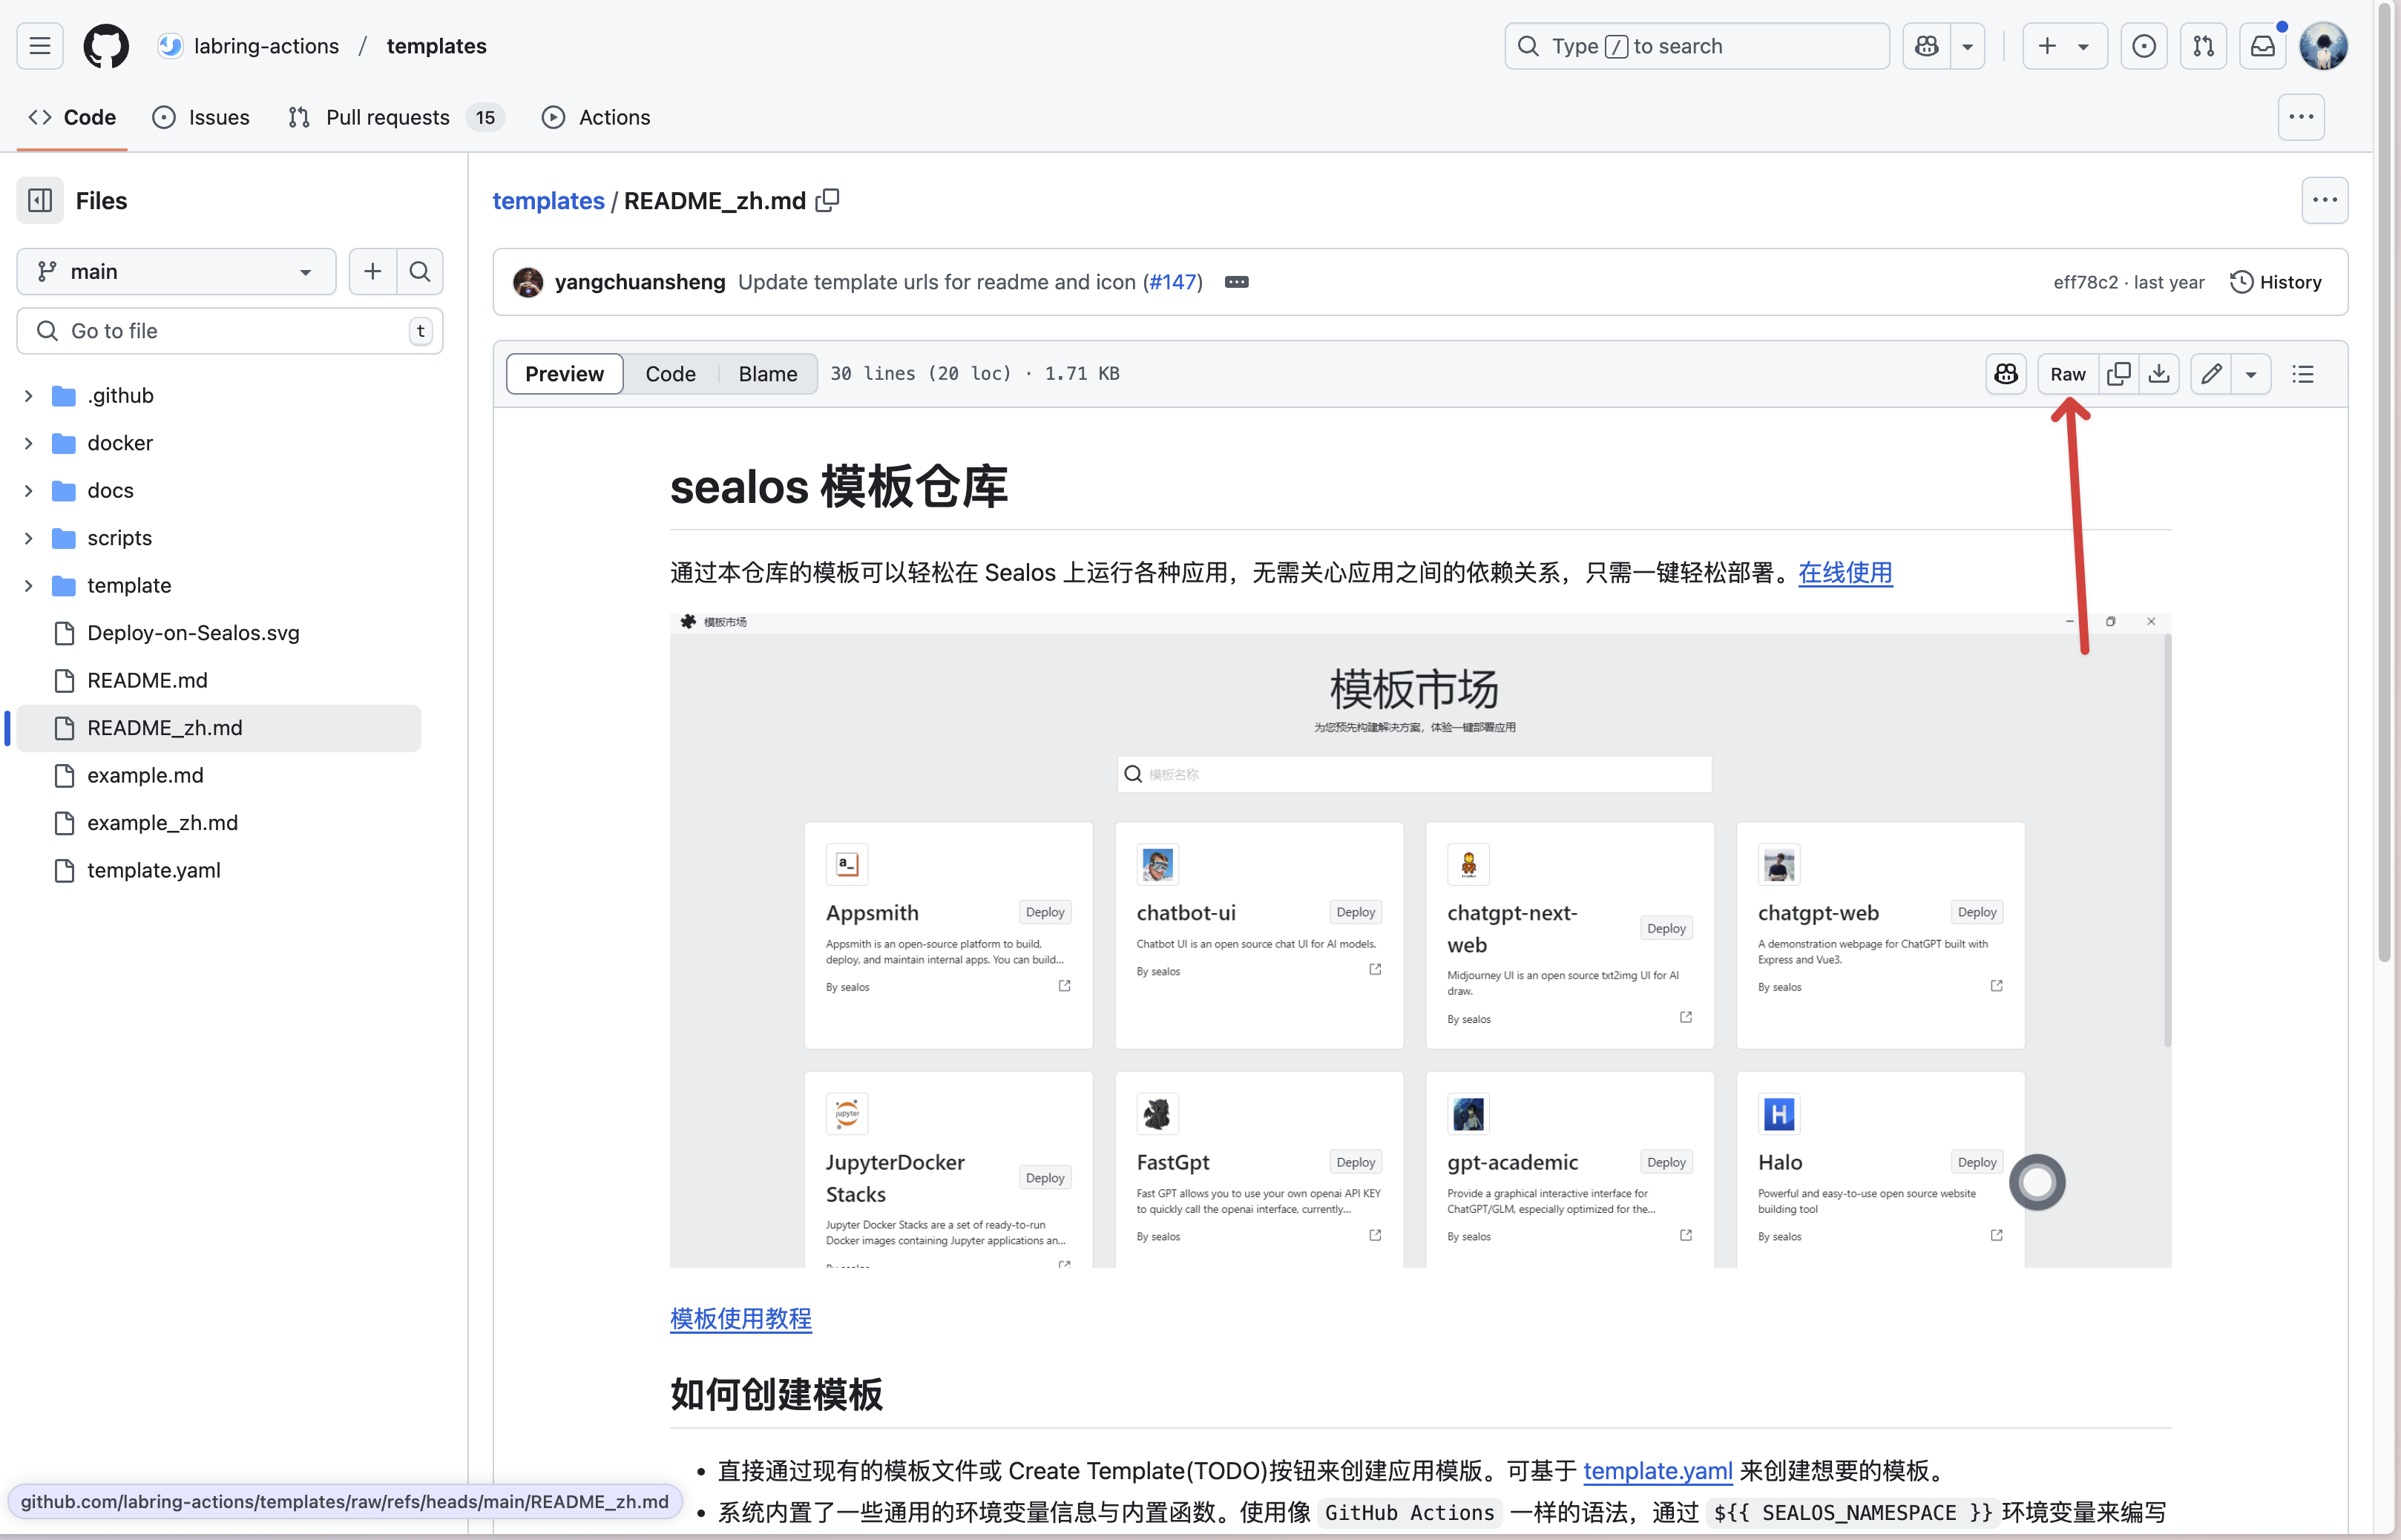 labring-actions / templates
Type / to search
Code
Issues
Pull requests 15
Actions
Files
main
Go to file
t
.github
docker
docs
scripts
template
Deploy-on-Sealos.svg
README.md
README_zh.md
example.md
example_zh.md
template.yaml
templates / README_zh.md
yangchuansheng Update template urls for readme and icon (#147)
eff78c2 · last year
History
Preview
Code
Blame
30 lines (20 loc) · 1.71 KB
Raw
sealos 模板仓库
通过本仓库的模板可以轻松在 Sealos 上运行各种应用，无需关心应用之间的依赖关系，只需一键轻松部署。在线使用
模板市场
模板市场
为您预先构建解决方案，体验一键部署应用
模板名称
a_
Appsmith
Deploy
Appsmith is an open-source platform to build,
deploy, and maintain internal apps. You can build...
By sealos
chatbot-ui
Deploy
Chatbot UI is an open source chat UI for AI models.
By sealos
chatgpt-next-
web
Deploy
Midjourney UI is an open source txt2img UI for AI
draw.
By sealos
chatgpt-web
Deploy
A demonstration webpage for ChatGPT built with
Express and Vue3.
By sealos
jupyter
JupyterDocker
Stacks
Deploy
Jupyter Docker Stacks are a set of ready-to-run
Docker images containing Jupyter applications an...
By sealos
FastGpt
Deploy
Fast GPT allows you to use your own openai API KEY
to quickly call the openai interface, currently...
By sealos
gpt-academic
Deploy
Provide a graphical interactive interface for
ChatGPT/GLM, especially optimized for the...
By sealos
H
Halo
Deploy
Powerful and easy-to-use open source website
building tool
By sealos
模板使用教程
如何创建模板
直接通过现有的模板文件或 Create Template(TODO)按钮来创建应用模版。可基于 template.yaml 来创建想要的模板。
系统内置了一些通用的环境变量信息与内置函数。使用像 GitHub Actions 一样的语法，通过 ${{ SEALOS_NAMESPACE }} 环境变量来编写
github.com/labring-actions/templates/raw/refs/heads/main/README_zh.md